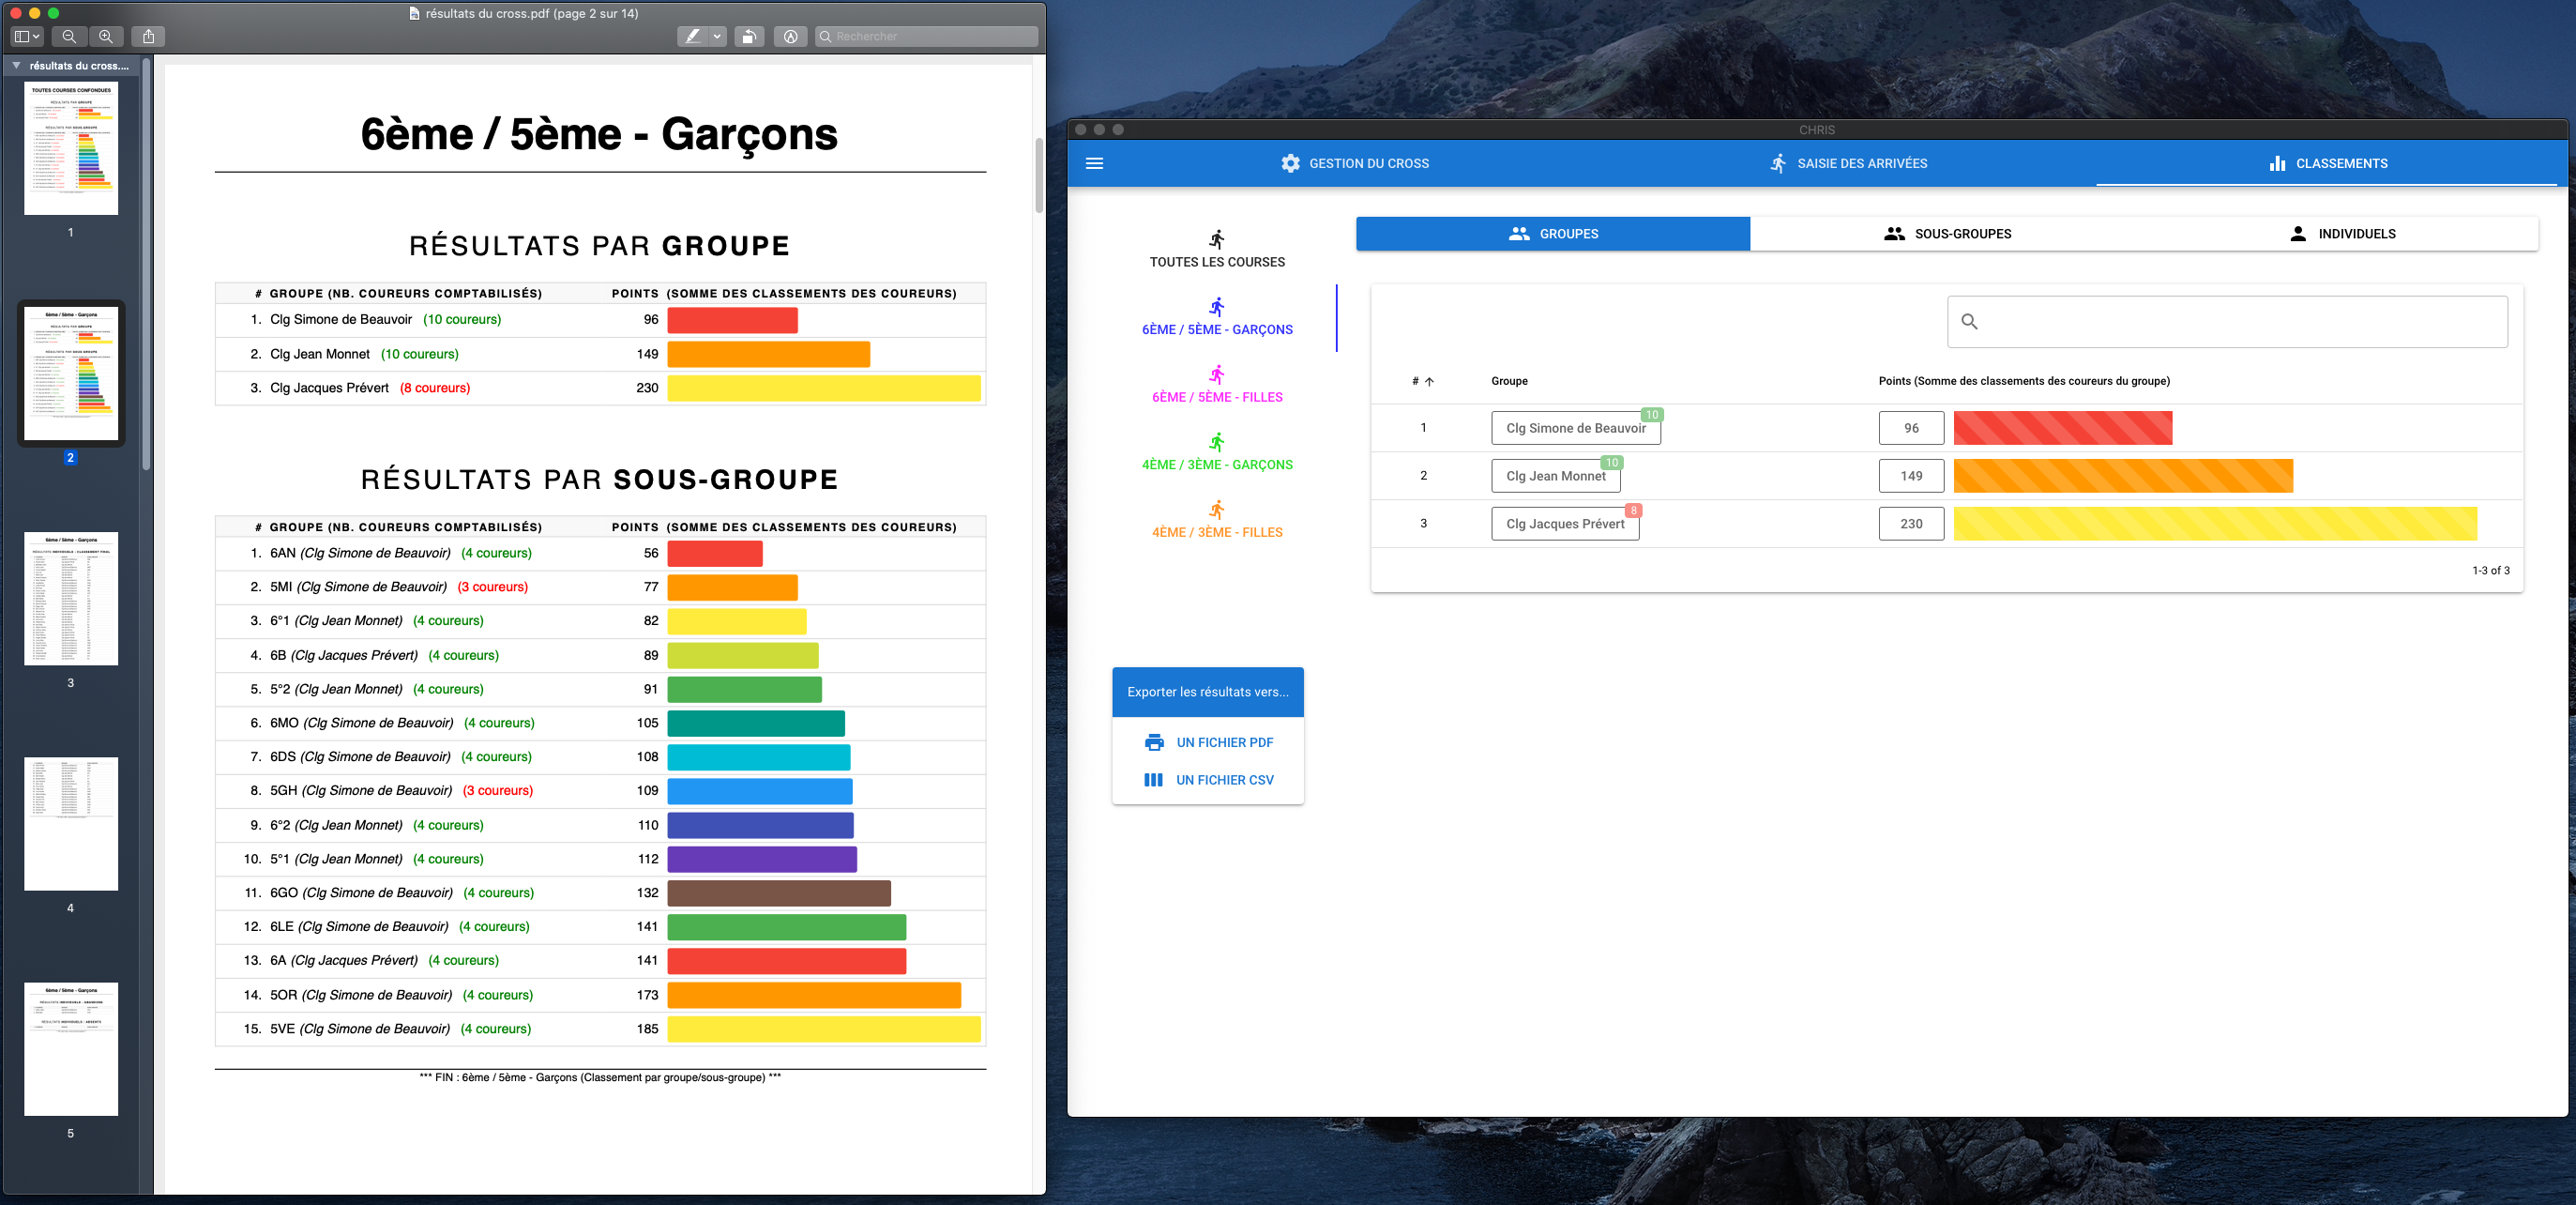 résultats du cross.pdf (page 2 sur 14)
Rechercher
résultats du cross....
TOUTES COURSES CONFONDUES
1
2
3
4
5
6ème / 5ème - Garçons
RÉSULTATS PAR GROUPE
# GROUPE (NB. COUREURS COMPTABILISÉS) POINTS (SOMME DES CLASSEMENTS DES COUREURS)
1. Clg Simone de Beauvoir (10 coureurs) 96
2. Clg Jean Monnet (10 coureurs) 149
3. Clg Jacques Prévert (8 coureurs) 230
RÉSULTATS PAR SOUS-GROUPE
# GROUPE (NB. COUREURS COMPTABILISÉS) POINTS (SOMME DES CLASSEMENTS DES COUREURS)
1. 6AN (Clg Simone de Beauvoir) (4 coureurs) 56
2. 5MI (Clg Simone de Beauvoir) (3 coureurs) 77
3. 6°1 (Clg Jean Monnet) (4 coureurs) 82
4. 6B (Clg Jacques Prévert) (4 coureurs) 89
5. 5°2 (Clg Jean Monnet) (4 coureurs) 91
6. 6MO (Clg Simone de Beauvoir) (4 coureurs) 105
7. 6DS (Clg Simone de Beauvoir) (4 coureurs) 108
8. 5GH (Clg Simone de Beauvoir) (3 coureurs) 109
9. 6°2 (Clg Jean Monnet) (4 coureurs) 110
10. 5°1 (Clg Jean Monnet) (4 coureurs) 112
11. 6GO (Clg Simone de Beauvoir) (4 coureurs) 132
12. 6LE (Clg Simone de Beauvoir) (4 coureurs) 141
13. 6A (Clg Jacques Prévert) (4 coureurs) 141
14. 5OR (Clg Simone de Beauvoir) (4 coureurs) 173
15. 5VE (Clg Simone de Beauvoir) (4 coureurs) 185
*** FIN : 6ème / 5ème - Garçons (Classement par groupe/sous-groupe) ***
CHRIS
GESTION DU CROSS SAISIE DES ARRIVÉES CLASSEMENTS
TOUTES LES COURSES
6ÈME / 5ÈME - GARÇONS
6ÈME / 5ÈME - FILLES
4ÈME / 3ÈME - GARÇONS
4ÈME / 3ÈME - FILLES
Exporter les résultats vers...
UN FICHIER PDF
UN FICHIER CSV
GROUPES SOUS-GROUPES INDIVIDUELS
# Groupe Points (Somme des classements des coureurs du groupe)
1 Clg Simone de Beauvoir 10 96
2 Clg Jean Monnet 10 149
3 Clg Jacques Prévert 8 230
1-3 of 3